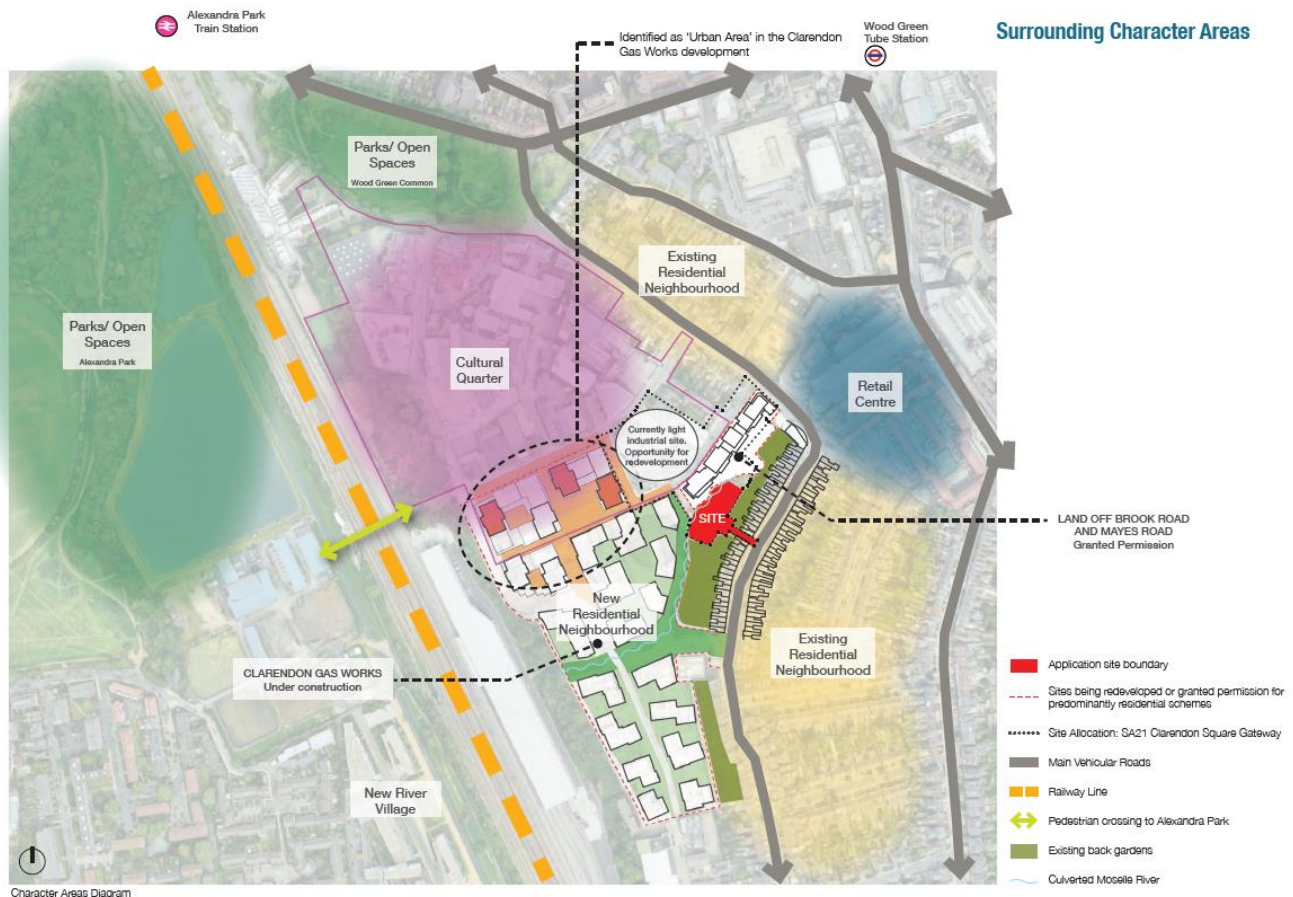 Alexandra Park
Train Station
Identified as 'Urban Area' in the Clarendon
Gas Works development
Wood Green
Tube Station
Surrounding Character Areas
Parks/ Open
Spaces
Wood Green Common
Existing
Residential
Neighbourhood
Parks/ Open
Spaces
Alexandra Park
Cultural
Quarter
Retail
Centre
Currently light
industrial site.
Opportunity for
redevelopment
SITE
LAND OFF BROOK ROAD
AND MAYES ROAD
Granted Permission
New
Residential
Neighbourhood
Existing
Residential
Neighbourhood
CLARENDON GAS WORKS
Under construction
New River
Village
Application site boundary
Sites being redeveloped or granted permission for
predominantly residential schemes
Site Allocation: SA21 Clarendon Square Gateway
Main Vehicular Roads
Railway Line
Pedestrian crossing to Alexandra Park
Existing back gardens
Culverted Moselle River
Character Areas Diagram